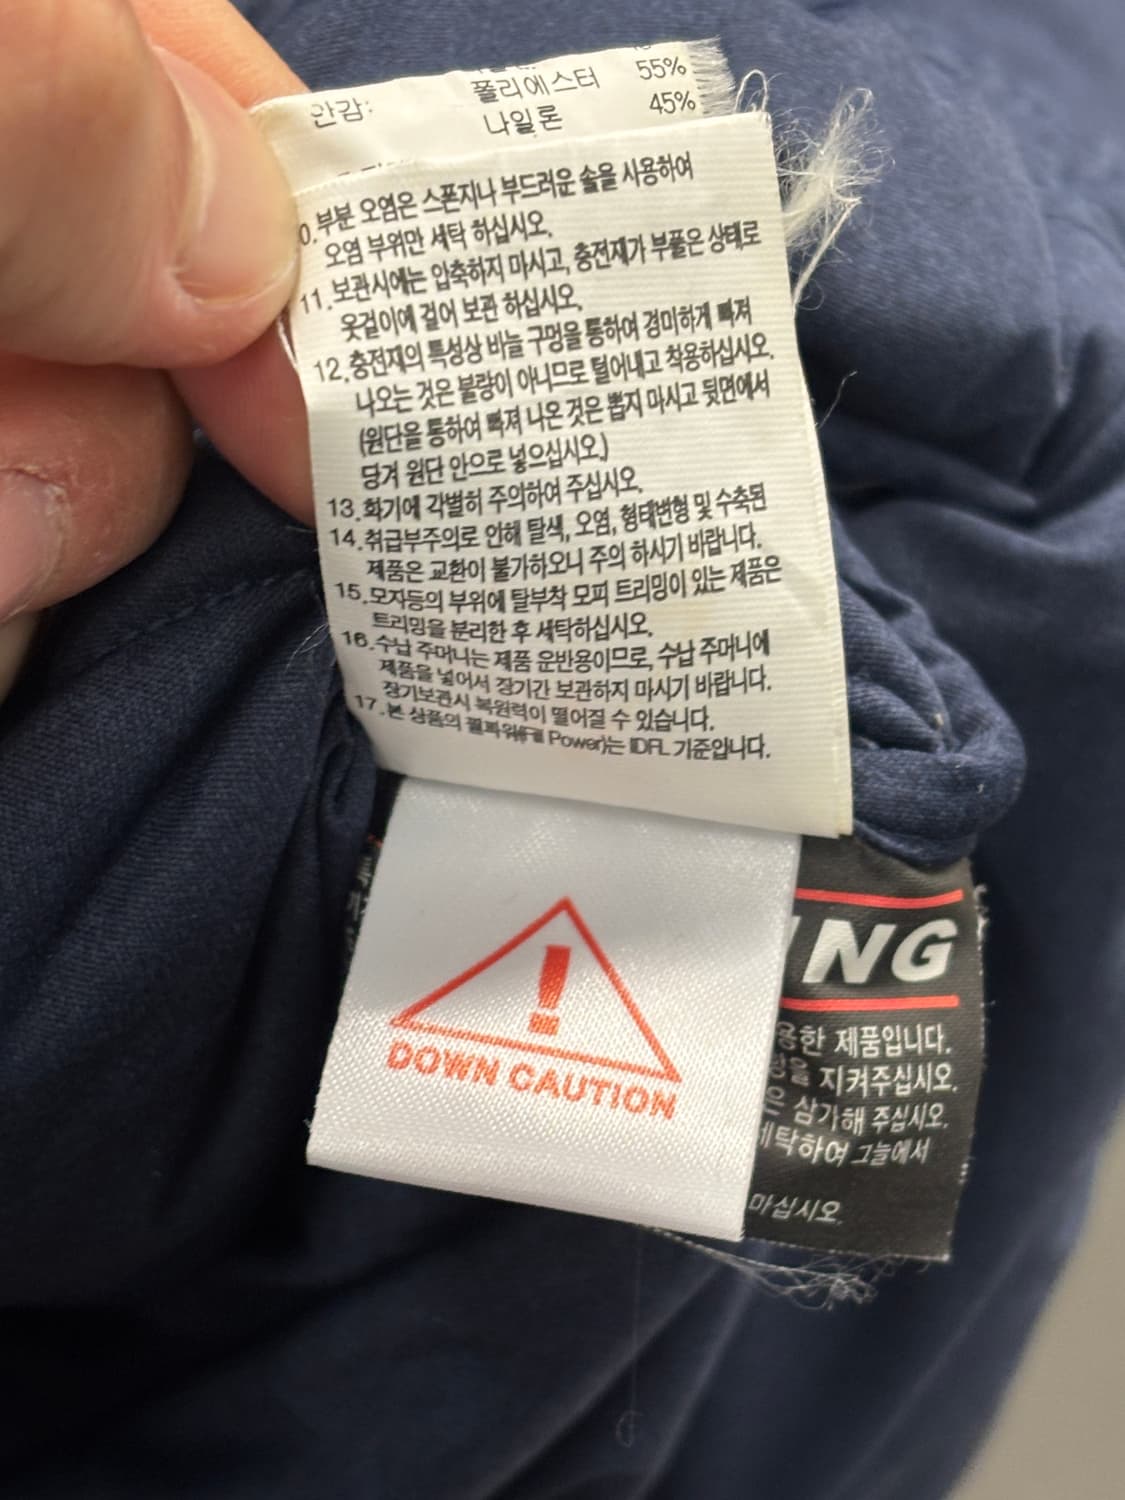 55%
안감: 폴리에스터 45%
나일론
0.부분 오염은 스폰지나 부드러운 솔을 사용하여
오염 부위만 세탁 하십시오.
11.보관시에는 압축하지 마시고, 충전재가 부풀은 상태로
옷걸이에 걸어 보관 하십시오.
12.충전재의 특성상 바늘 구멍을 통하여 경미하게 빠져
나오는 것은 불량이 아니므로 털어내고 착용하십시오.
(원단을 통하여 빠져 나온 것은 뽑지 마시고 뒷면에서
당겨 원단 안으로 넣으십시오.)
13.화기에 각별히 주의하여 주십시오.
14.취급부주의로 인해 탈색, 오염, 형태변형 및 수축된
제품은 교환이 불가하오니 주의 하시기 바랍니다.
15.모자등의 부위에 탈부착 모피 트리밍이 있는 제품은
트리밍을 분리한 후 세탁하십시오.
16.수납 주머니는 제품 운반용이므로, 수납 주머니에
제품을 넣어서 장기간 보관하지 마시기 바랍니다.
장기보관시 복원력이 떨어질 수 있습니다.
17.본 상품의 필파워(Fill Power)는 IDFL 기준입니다.
DOWN CAUTION
NG
용한 제품입니다.
지켜주십시오.
삼가해 주십시오.
세탁하여 그늘에서
마십시오.